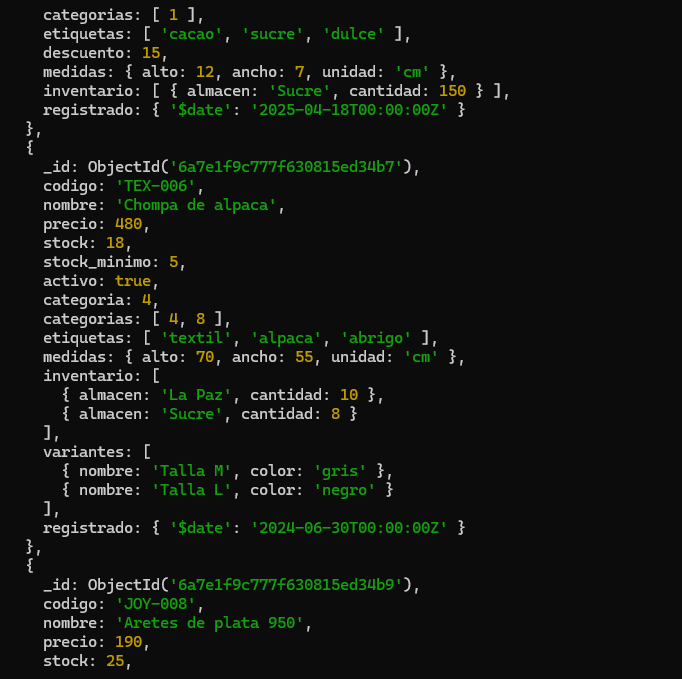 categorias: [ 1 ],
etiquetas: [ 'cacao', 'sucre', 'dulce' ],
descuento: 15,
medidas: { alto: 12, ancho: 7, unidad: 'cm' },
inventario: [ { almacen: 'Sucre', cantidad: 150 } ],
registrado: { '$date': '2025-04-18T00:00:00Z' }
},
{
_id: ObjectId('6a7e1f9c777f630815ed34b7'),
codigo: 'TEX-006',
nombre: 'Chompa de alpaca',
precio: 480,
stock: 18,
stock_minimo: 5,
activo: true,
categoria: 4,
categorias: [ 4, 8 ],
etiquetas: [ 'textil', 'alpaca', 'abrigo' ],
medidas: { alto: 70, ancho: 55, unidad: 'cm' },
inventario: [
{ almacen: 'La Paz', cantidad: 10 },
{ almacen: 'Sucre', cantidad: 8 }
],
variantes: [
{ nombre: 'Talla M', color: 'gris' },
{ nombre: 'Talla L', color: 'negro' }
],
registrado: { '$date': '2024-06-30T00:00:00Z' }
},
{
_id: ObjectId('6a7e1f9c777f630815ed34b9'),
codigo: 'JOY-008',
nombre: 'Aretes de plata 950',
precio: 190,
stock: 25,